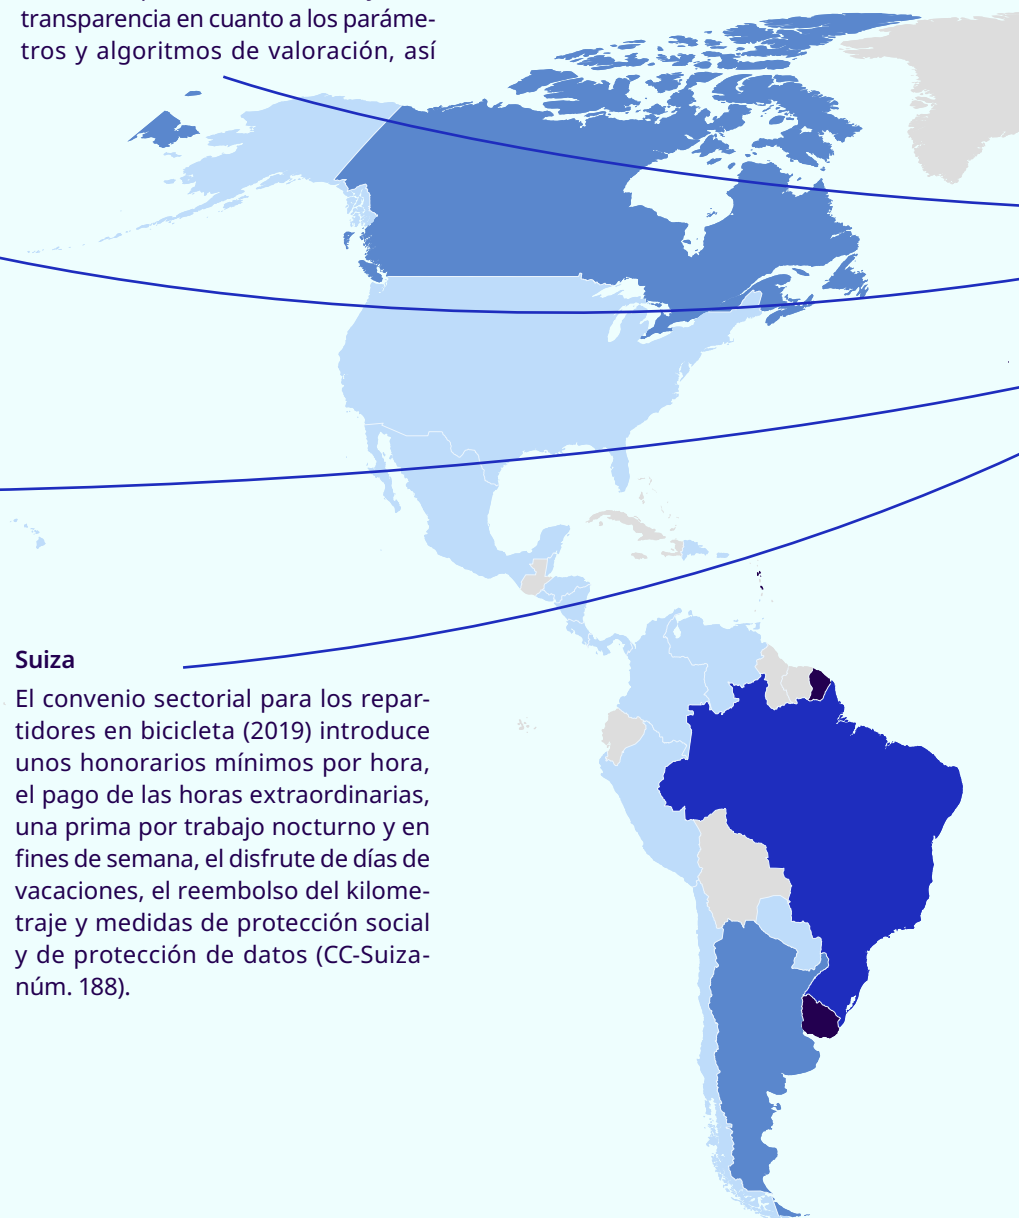 transparencia en cuanto a los paráme-
tros y algoritmos de valoración, así
Suiza
El convenio sectorial para los repar-
tidores en bicicleta (2019) introduce
unos honorarios mínimos por hora,
el pago de las horas extraordinarias,
una prima por trabajo nocturno y en
fines de semana, el disfrute de días de
vacaciones, el reembolso del kilome-
traje y medidas de protección social
y de protección de datos (CC-Suiza-
núm. 188).